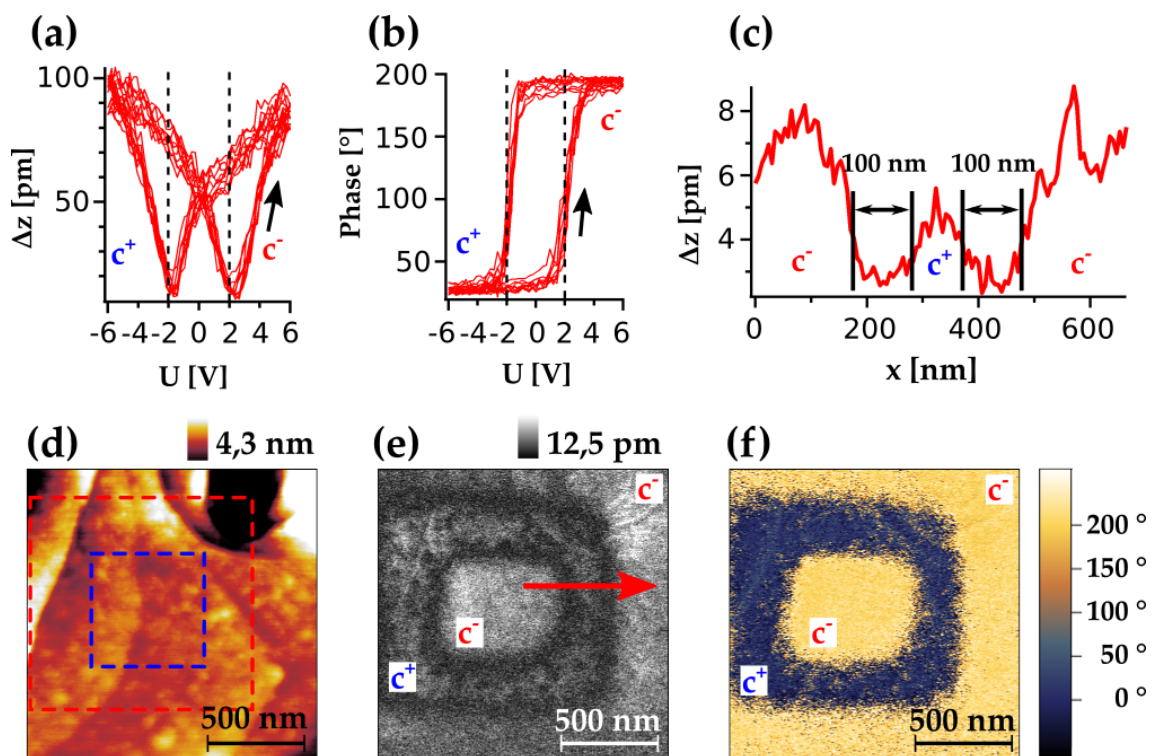 (a)
100
50
Δz [pm]
c+
c-
-6 -4 -2 0 2 4 6
U [V]
(b)
200
150
100
50
Phase [°]
c+
c-
-6 -4 -2 0 2 4 6
U [V]
(c)
8
6
4
Δz [pm]
100 nm 100 nm
c- c+ c-
0 200 400 600
x [nm]
(d) 4,3 nm
500 nm
(e) 12,5 pm
c-
c-
c+
500 nm
(f)
c-
c-
c+
500 nm
200 °
150 °
100 °
50 °
0 °